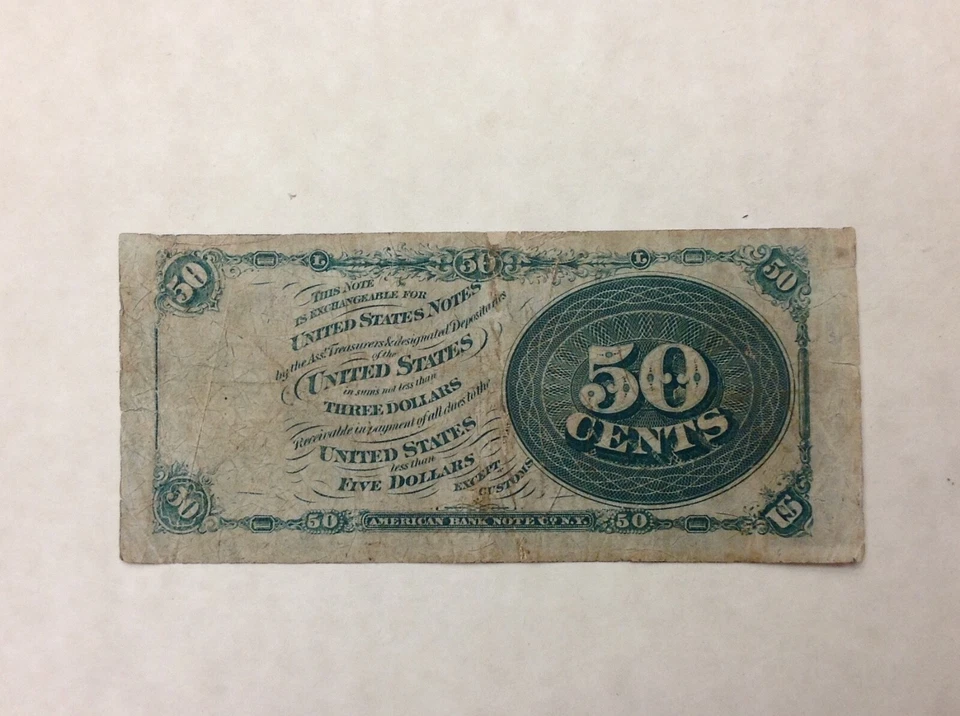 50 L 50 L 50
THIS NOTE
IS EXCHANGEABLE FOR
UNITED STATES NOTES
by the Asst. Treasurers & designated Depositaries
of the
UNITED STATES
in sums not less than
THREE DOLLARS
Receivable in payment of all dues to the
UNITED STATES
less than
FIVE DOLLARS
EXCEPT
CUSTOMS
50
CENTS
50 50 AMERICAN BANK NOTE Co. N.Y. 50 US